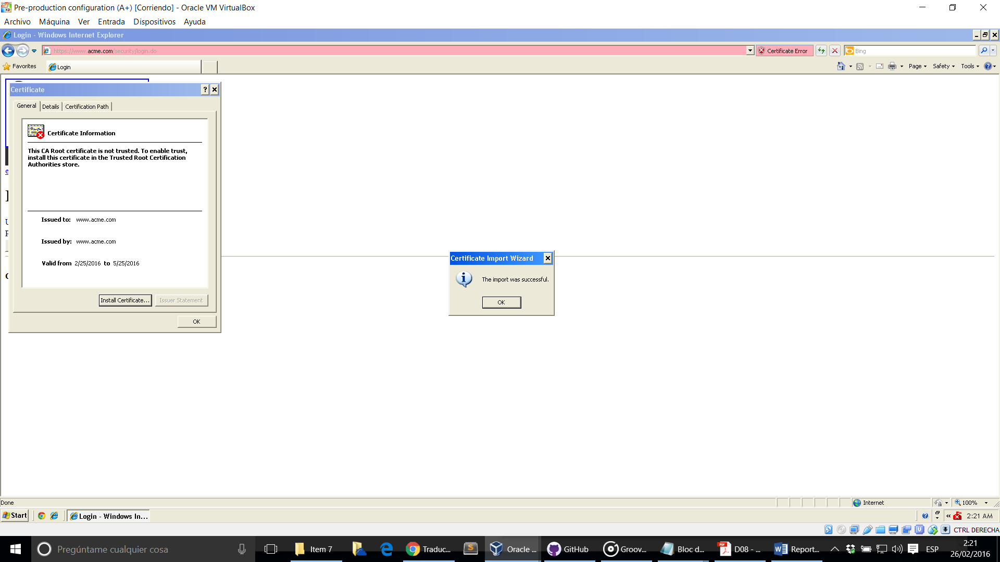 Pre-production configuration (A+) [Corriendo] - Oracle VM VirtualBox
Archivo Máquina Ver Entrada Dispositivos Ayuda
Login - Windows Internet Explorer
https://www.acme.com/security/login.do Certificate Error Bing
Favorites Login Page Safety Tools
Certificate
General Details Certification Path
Certificate Information
This CA Root certificate is not trusted. To enable trust,
install this certificate in the Trusted Root Certification
Authorities store.
Issued to: www.acme.com
Issued by: www.acme.com
Valid from 2/25/2016 to 5/25/2016
Install Certificate... Issuer Statement
OK
Certificate Import Wizard
The import was successful.
OK
Done Internet 100%
Start Login - Windows In... 2:21 AM
CTRL DERECHA
Pregúntame cualquier cosa Item 7 Traduc... Oracle ... GitHub Groov... Bloc d... D08 - ... Report... ESP 2:21
26/02/2016